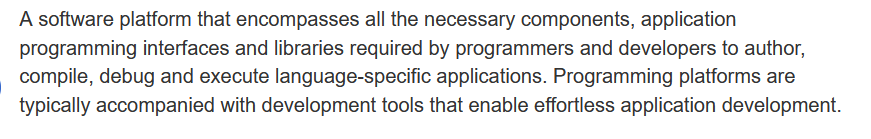 A software platform that encompasses all the necessary components, application
programming interfaces and libraries required by programmers and developers to author,
compile, debug and execute language-specific applications. Programming platforms are
typically accompanied with development tools that enable effortless application development.